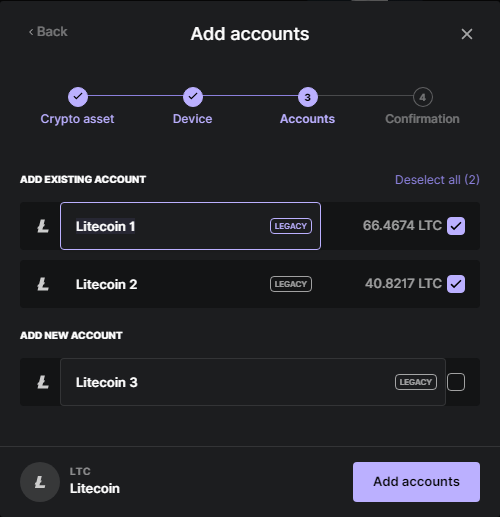 ‹ Back
Add accounts
3
4
Crypto asset
Device
Accounts
Confirmation
ADD EXISTING ACCOUNT
Deselect all (2)
Litecoin 1
LEGACY
66.4674 LTC
Litecoin 2
LEGACY
40.8217 LTC
ADD NEW ACCOUNT
Litecoin 3
LEGACY
LTC
Litecoin
Add accounts